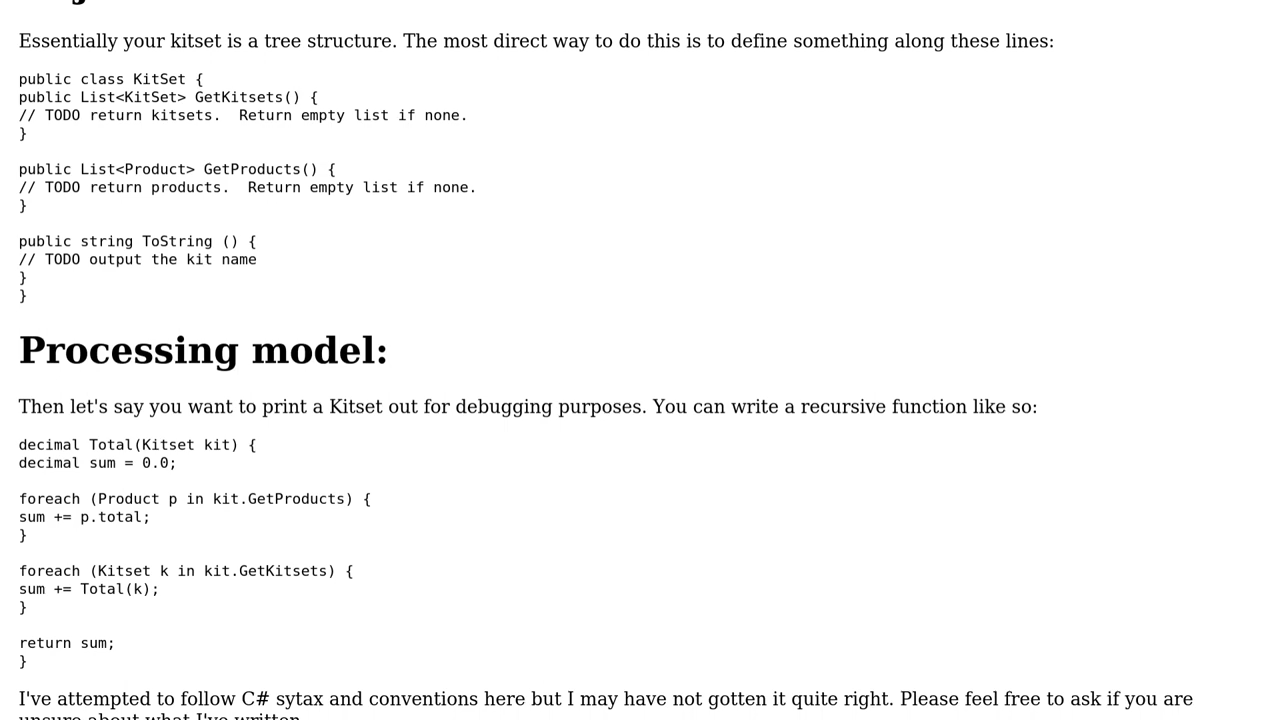 Essentially your kitset is a tree structure. The most direct way to do this is to define something along these lines:
public class KitSet {
public List<KitSet> GetKitsets() {
// TODO return kitsets.  Return empty list if none.
}
public List<Product> GetProducts() {
// TODO return products.  Return empty list if none.
}
public string ToString () {
// TODO output the kit name
}
}
Processing model:
Then let's say you want to print a Kitset out for debugging purposes. You can write a recursive function like so:
decimal Total(Kitset kit) {
decimal sum = 0.0;
foreach (Product p in kit.GetProducts) {
sum += p.total;
}
foreach (Kitset k in kit.GetKitsets) {
sum += Total(k);
}
return sum;
}
I've attempted to follow C# sytax and conventions here but I may have not gotten it quite right. Please feel free to ask if you are
unsure about what I've written.